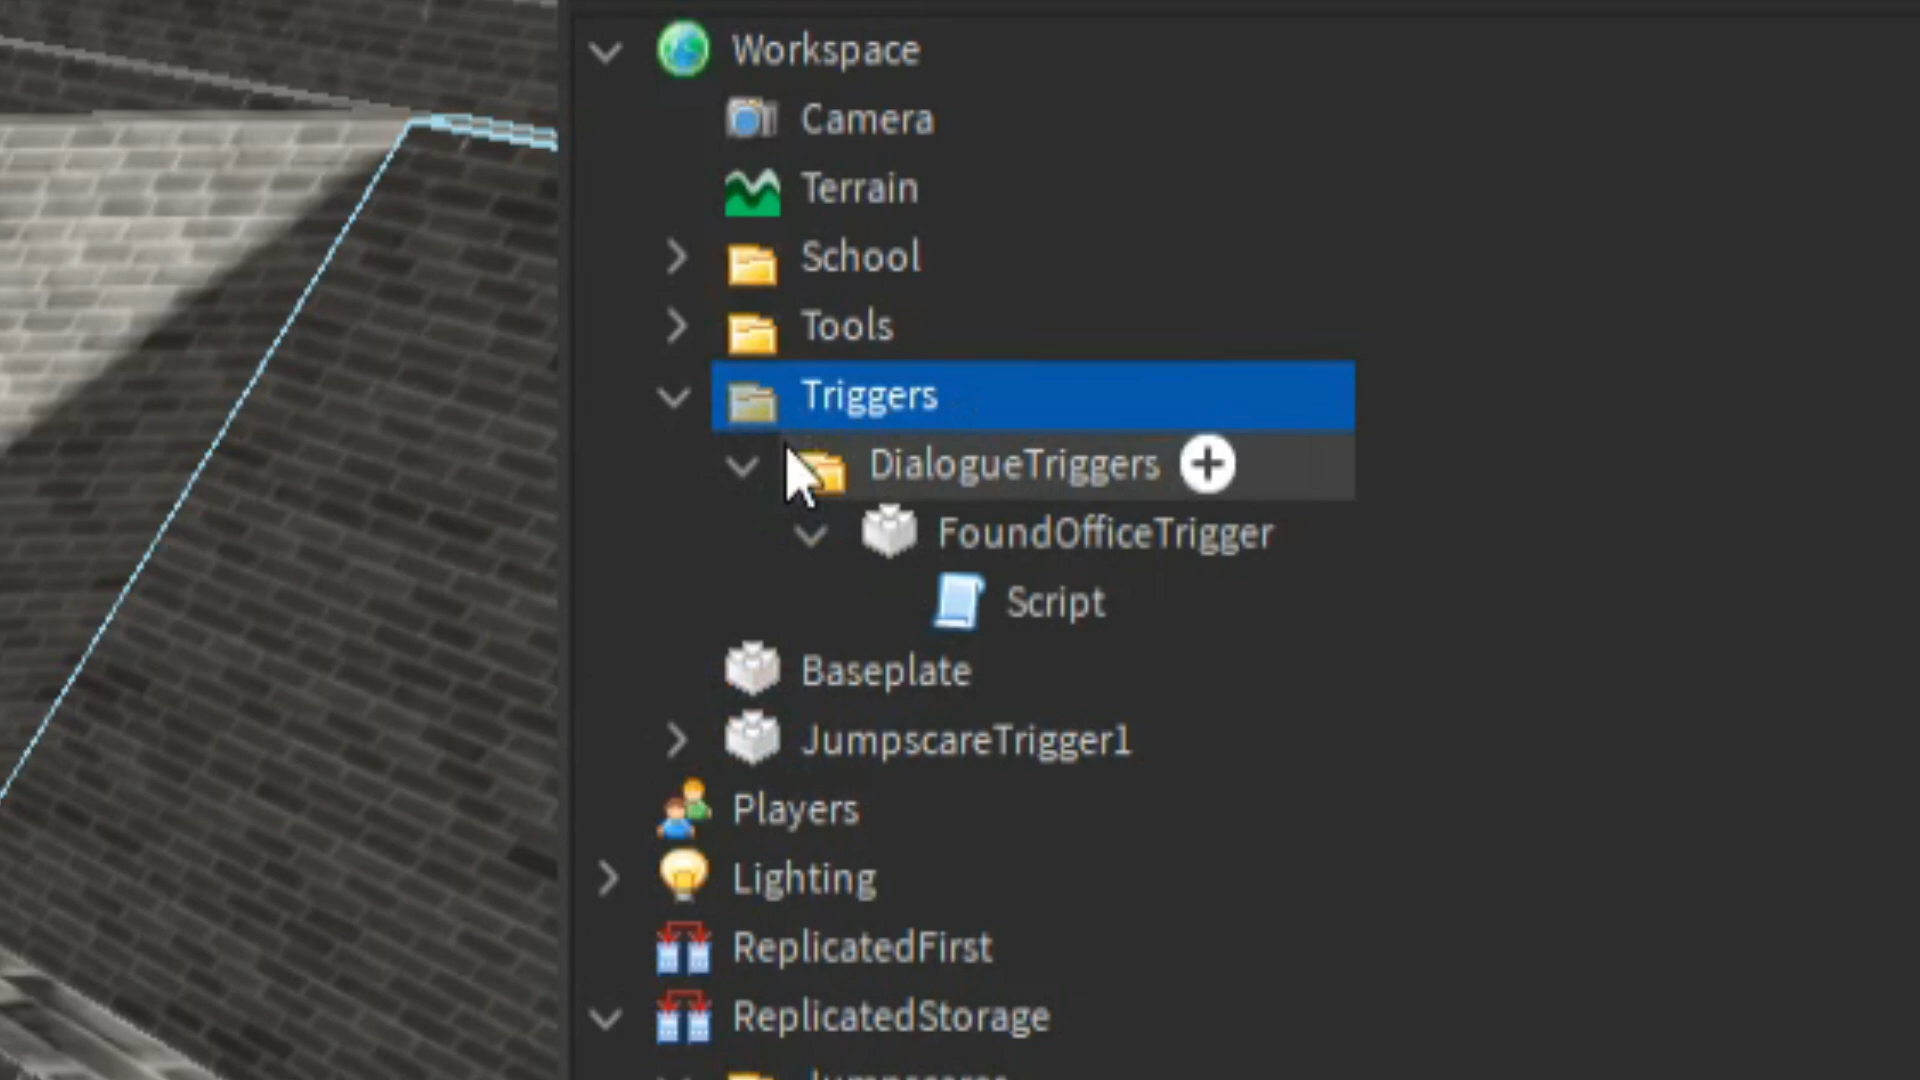 Workspace
Camera
Terrain
School
Tools
Triggers
DialogueTriggers
FoundOfficeTrigger
Script
Baseplate
JumpscareTrigger1
Players
Lighting
ReplicatedFirst
ReplicatedStorage